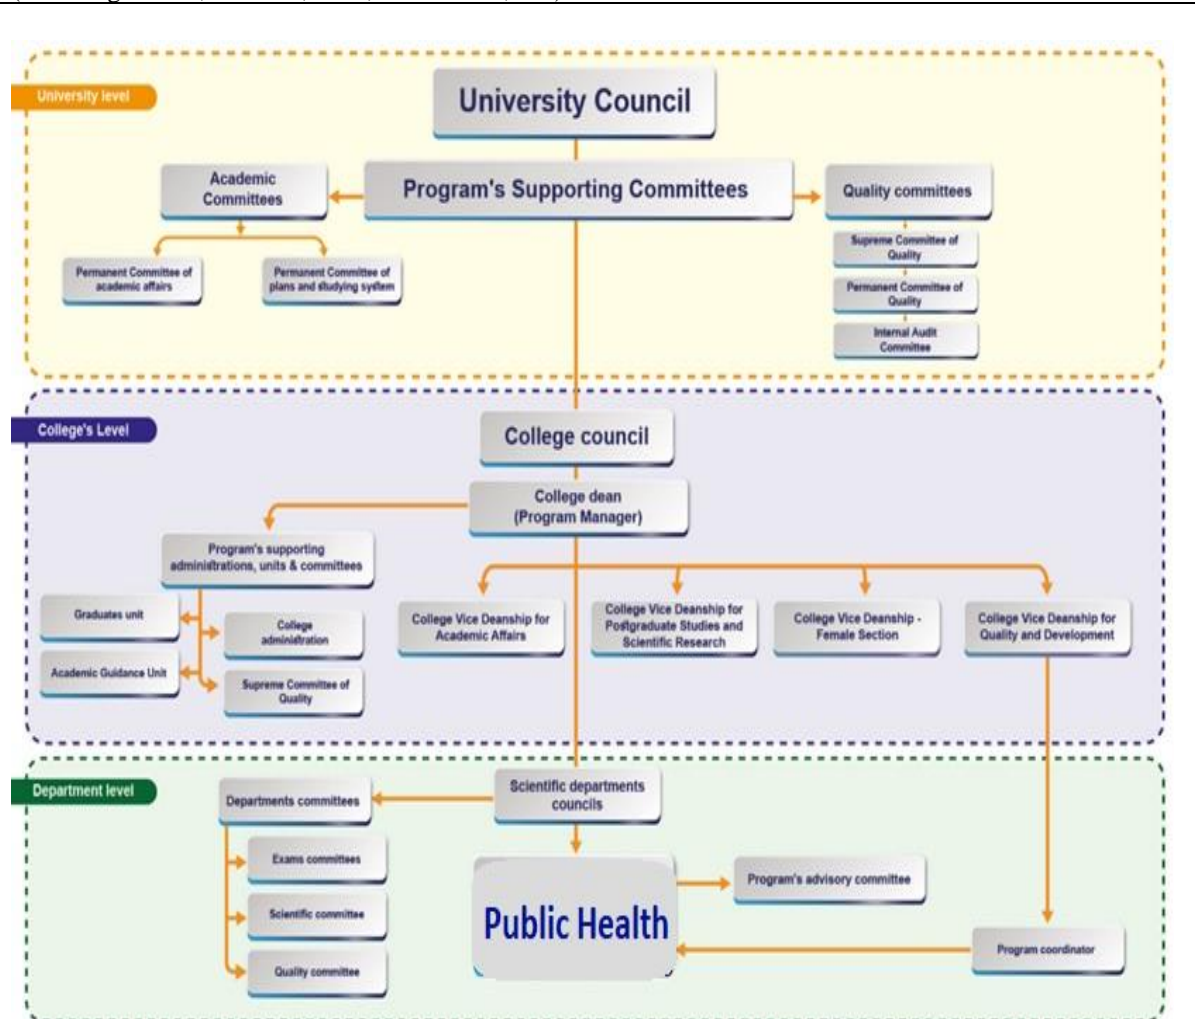 University level
University Council
Academic
Committees
Program's Supporting Committees
Quality committees
Supreme Committee of
Quality
Permanent Committee of
academic affairs
Permanent Committee of
plans and studying system
Permanent Committee of
Quality
Internal Audit
Committee
College's Level
College council
College dean
(Program Manager)
Program's supporting
administrations, units & committees
Graduates unit
College
administration
Academic Guidance Unit
Supreme Committee of
Quality
College Vice Deanship for
Academic Affairs
College Vice Deanship for
Postgraduate Studies and
Scientific Research
College Vice Deanship -
Female Section
College Vice Deanship for
Quality and Development
Department level
Scientific departments
councils
Departments committees
Exams committees
Scientific committee
Quality committee
Public Health
Program's advisory committee
Program coordinator